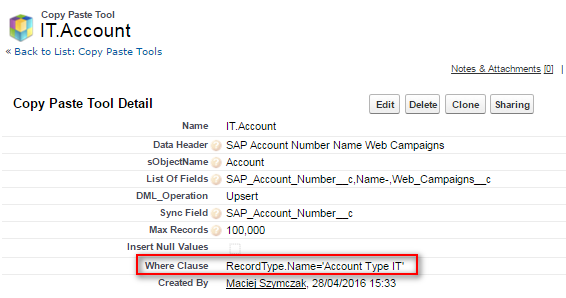 Copy Paste Tool
IT.Account
« Back to List: Copy Paste Tools
Notes & Attachments [0] |
Copy Paste Tool Detail Edit Delete Clone Sharing
Name IT.Account
Data Header SAP Account Number Name Web Campaigns
sObjectName Account
List Of Fields SAP_Account_Number__c,Name-,Web_Campaigns__c
DML_Operation Upsert
Sync Field SAP_Account_Number__c
Max Records 100,000
Insert Null Values
Where Clause RecordType.Name='Account Type IT'
Created By Maciej Szymczak, 28/04/2016 15:33